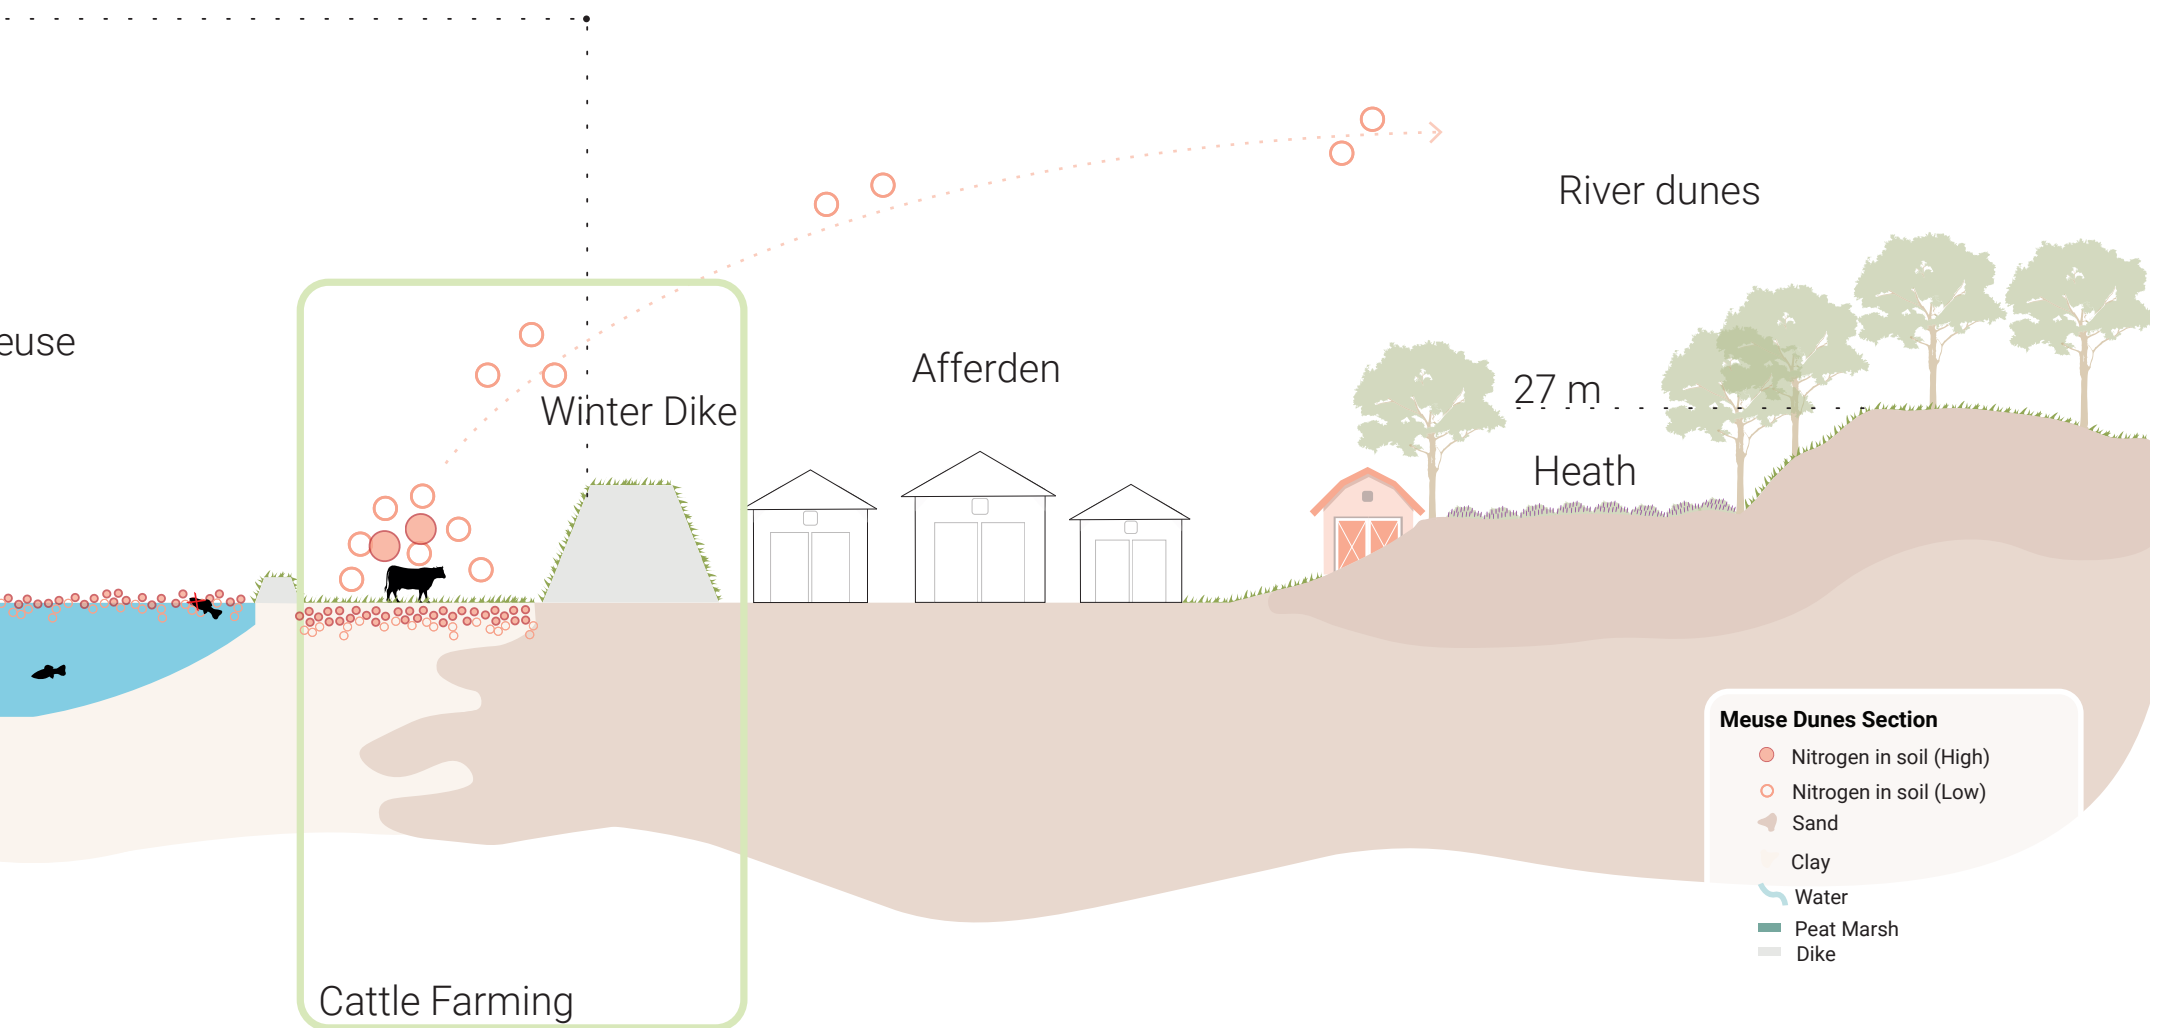 River dunes
euse
Afferden
27 m
Winter Dike
Heath
Meuse Dunes Section
Nitrogen in soil (High)
Nitrogen in soil (Low)
Sand
Clay
Water
Peat Marsh
Dike
Cattle Farming